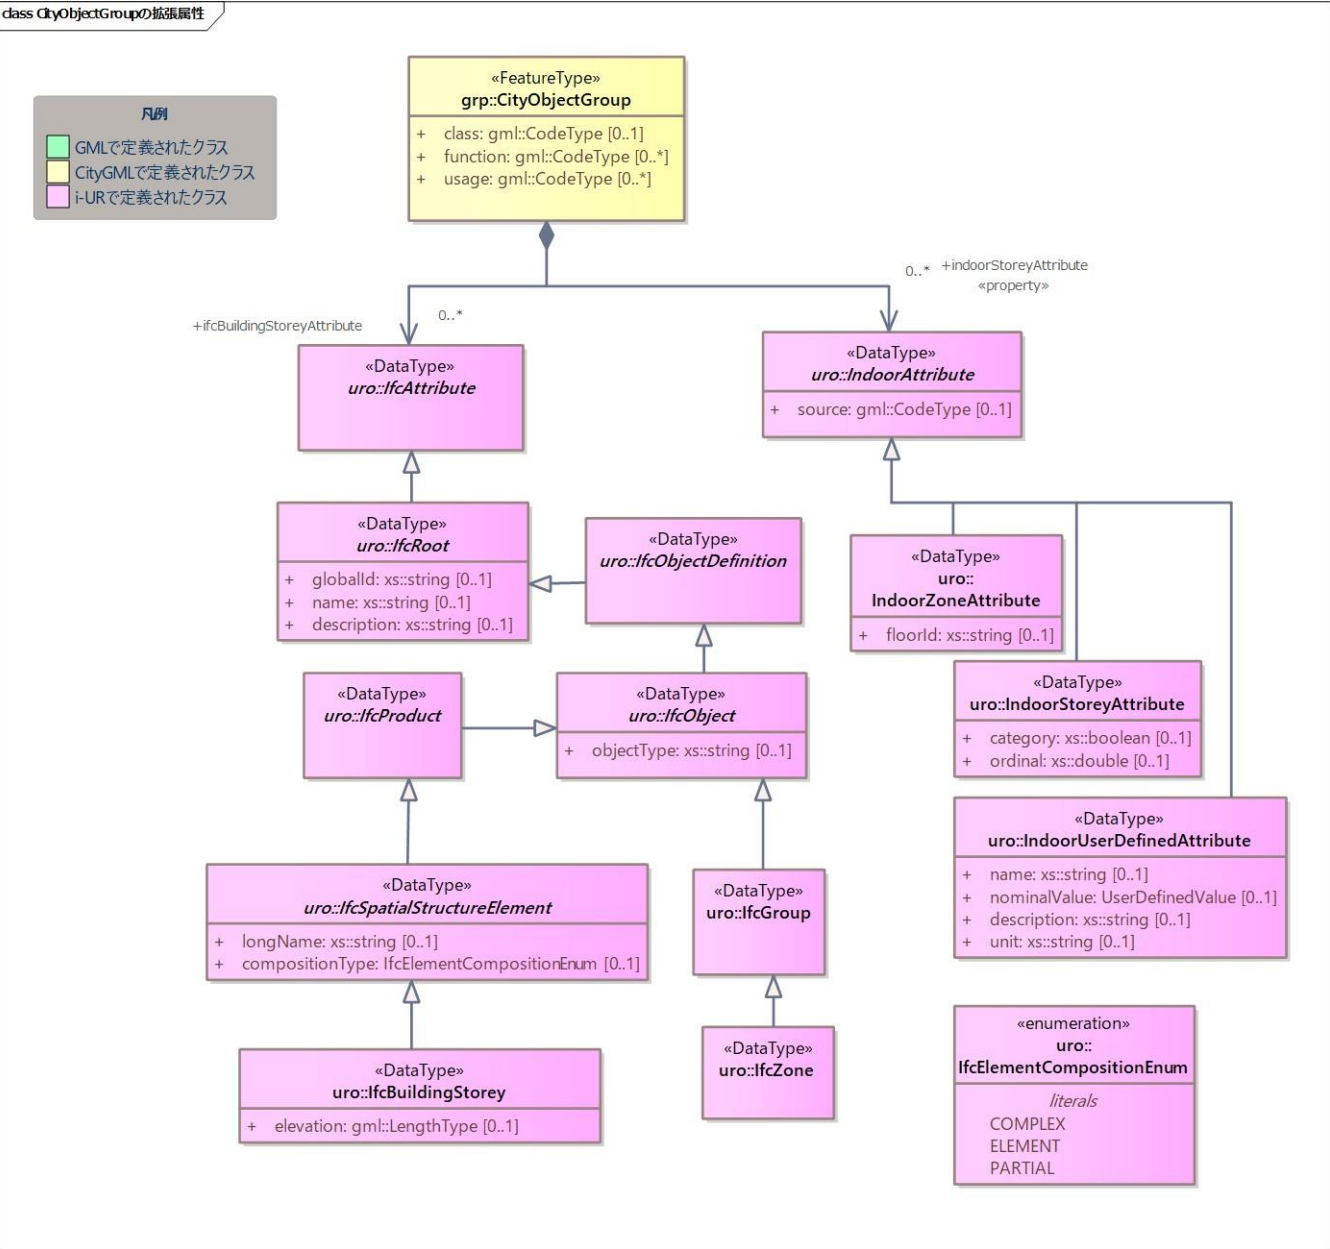 class CityObjectGroupの拡張属性
«FeatureType»
grp::CityObjectGroup
+ class: gml::CodeType [0..1]
+ function: gml::CodeType [0..*]
+ usage: gml::CodeType [0..*]
凡例
GMLで定義されたクラス
CityGMLで定義されたクラス
i-URで定義されたクラス
0..* +indoorStoreyAttribute
«property»
+ifcBuildingStoreyAttribute 0..*
«DataType»
uro::IfcAttribute
«DataType»
uro::IndoorAttribute
+ source: gml::CodeType [0..1]
«DataType»
uro::IfcRoot
+ globalId: xs::string [0..1]
+ name: xs::string [0..1]
+ description: xs::string [0..1]
«DataType»
uro::IfcObjectDefinition
«DataType»
uro::
IndoorZoneAttribute
+ floorId: xs::string [0..1]
«DataType»
uro::IfcProduct
«DataType»
uro::IfcObject
+ objectType: xs::string [0..1]
«DataType»
uro::IndoorStoreyAttribute
+ category: xs::boolean [0..1]
+ ordinal: xs::double [0..1]
«DataType»
uro::IndoorUserDefinedAttribute
+ name: xs::string [0..1]
+ nominalValue: UserDefinedValue [0..1]
+ description: xs::string [0..1]
+ unit: xs::string [0..1]
«DataType»
uro::IfcSpatialStructureElement
+ longName: xs::string [0..1]
+ compositionType: IfcElementCompositionEnum [0..1]
«DataType»
uro::IfcGroup
«DataType»
uro::IfcBuildingStorey
+ elevation: gml::LengthType [0..1]
«DataType»
uro::IfcZone
«enumeration»
uro::
IfcElementCompositionEnum
literals
COMPLEX
ELEMENT
PARTIAL